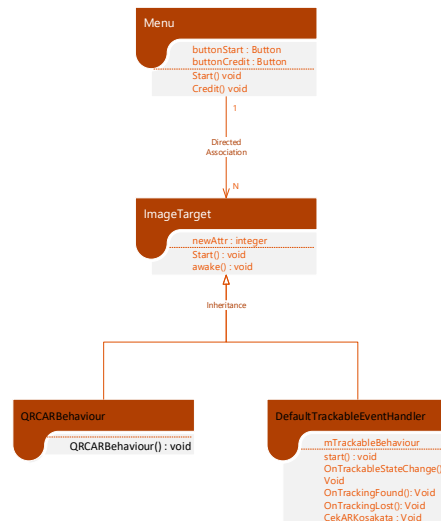 Menu
buttonStart : Button
buttonCredit : Button
Start() void
Credit() void
1
Directed
Association
N
ImageTarget
newAttr : integer
Start() : void
awake() : void
Inheritance
QRCARBehaviour
QRCARBehaviour() : void
DefaultTrackableEventHandler
mTrackableBehaviour
start() : void
OnTrackableStateChange()
Void
OnTrackingFound(): Void
OnTrackingLost(): Void
CekARKosakata : Void